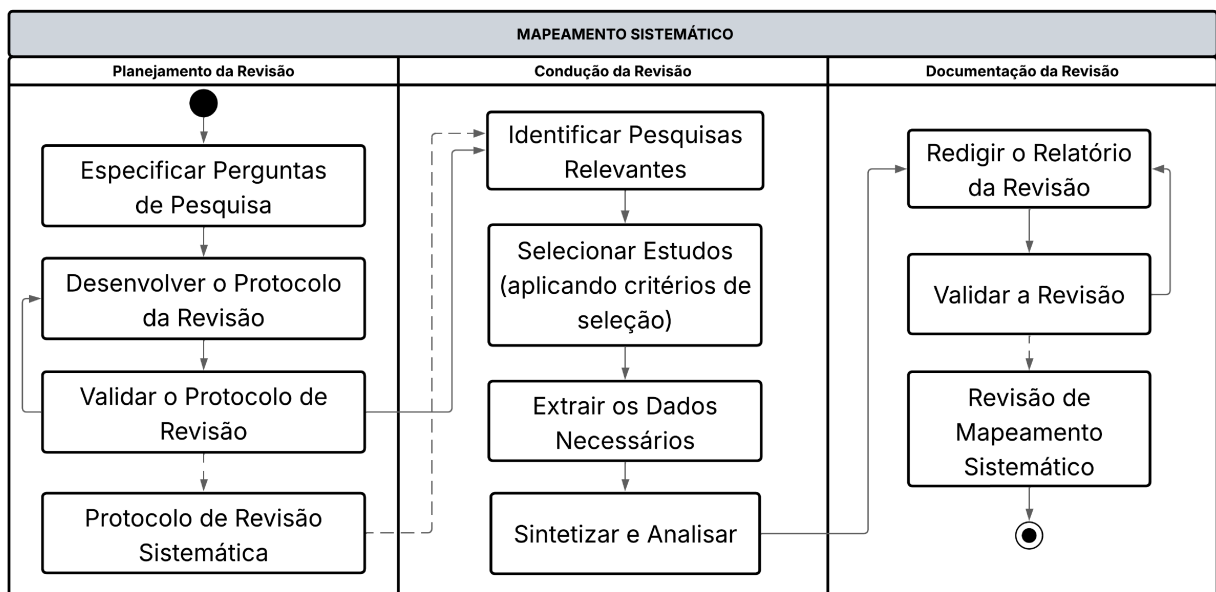 MAPEAMENTO SISTEMÁTICO
Planejamento da Revisão
Especificar Perguntas
de Pesquisa
Desenvolver o Protocolo
da Revisão
Validar o Protocolo de
Revisão
Protocolo de Revisão
Sistemática
Condução da Revisão
Identificar Pesquisas
Relevantes
Selecionar Estudos
(aplicando critérios de
seleção)
Extrair os Dados
Necessários
Sintetizar e Analisar
Documentação da Revisão
Redigir o Relatório
da Revisão
Validar a Revisão
Revisão de
Mapeamento
Sistemático